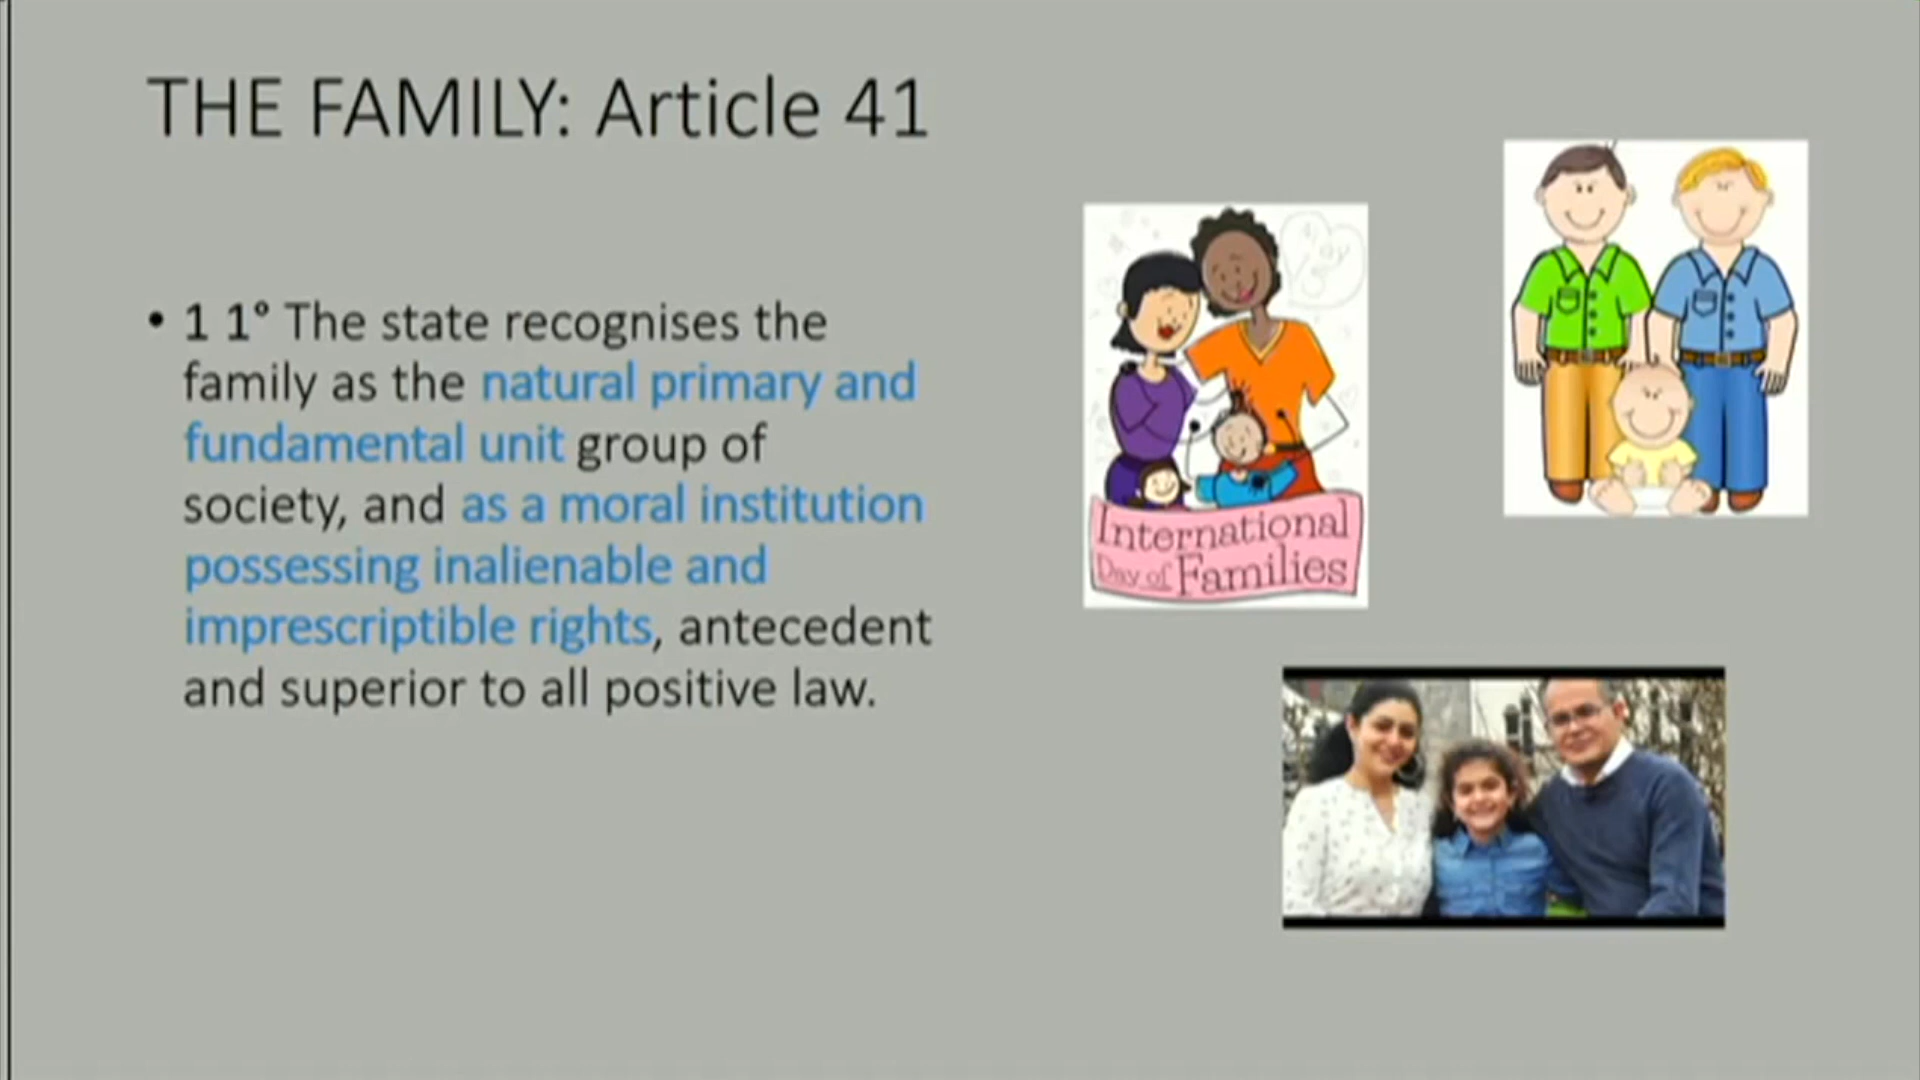 THE FAMILY: Article 41
• 1 1° The state recognises the
family as the natural primary and
fundamental unit group of
society, and as a moral institution
possessing inalienable and
imprescriptible rights, antecedent
and superior to all positive law.
International
Day of Families